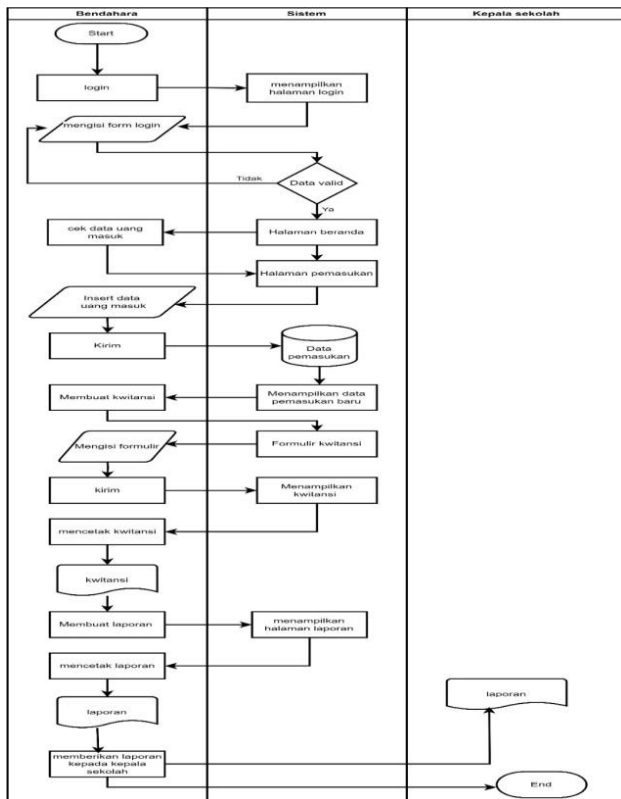 Bendahara
Sistem
Kepala sekolah
Start
login
menampilkan
halaman login
mengisi form login
Tidak
Data valid
Ya
cek data uang
masuk
Halaman beranda
Halaman pemasukan
Insert data
uang masuk
Kirim
Data
pemasukan
Membuat kwitansi
Menampilkan data
pemasukan baru
Mengisi formulir
Formulir kwitansi
kirim
Menampilkan
kwitansi
mencetak kwitansi
kwitansi
Membuat laporan
menampilkan
halaman laporan
mencetak laporan
laporan
laporan
memberikan laporan
kepada kepala
sekolah
End